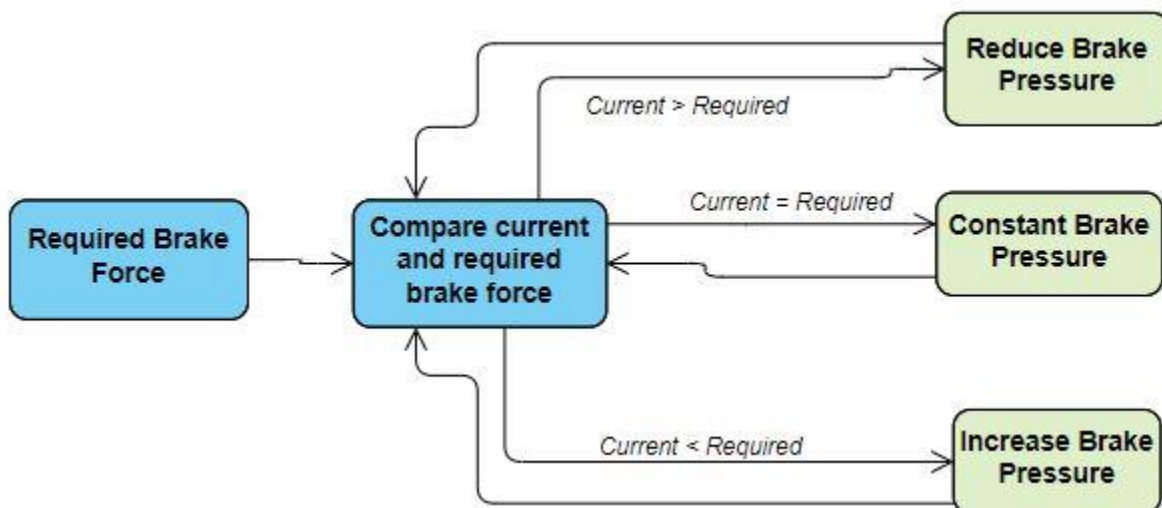 Reduce Brake
Pressure
Current > Required
Current = Required
Required Brake
Force
Compare current
and required
brake force
Constant Brake
Pressure
Current < Required
Increase Brake
Pressure